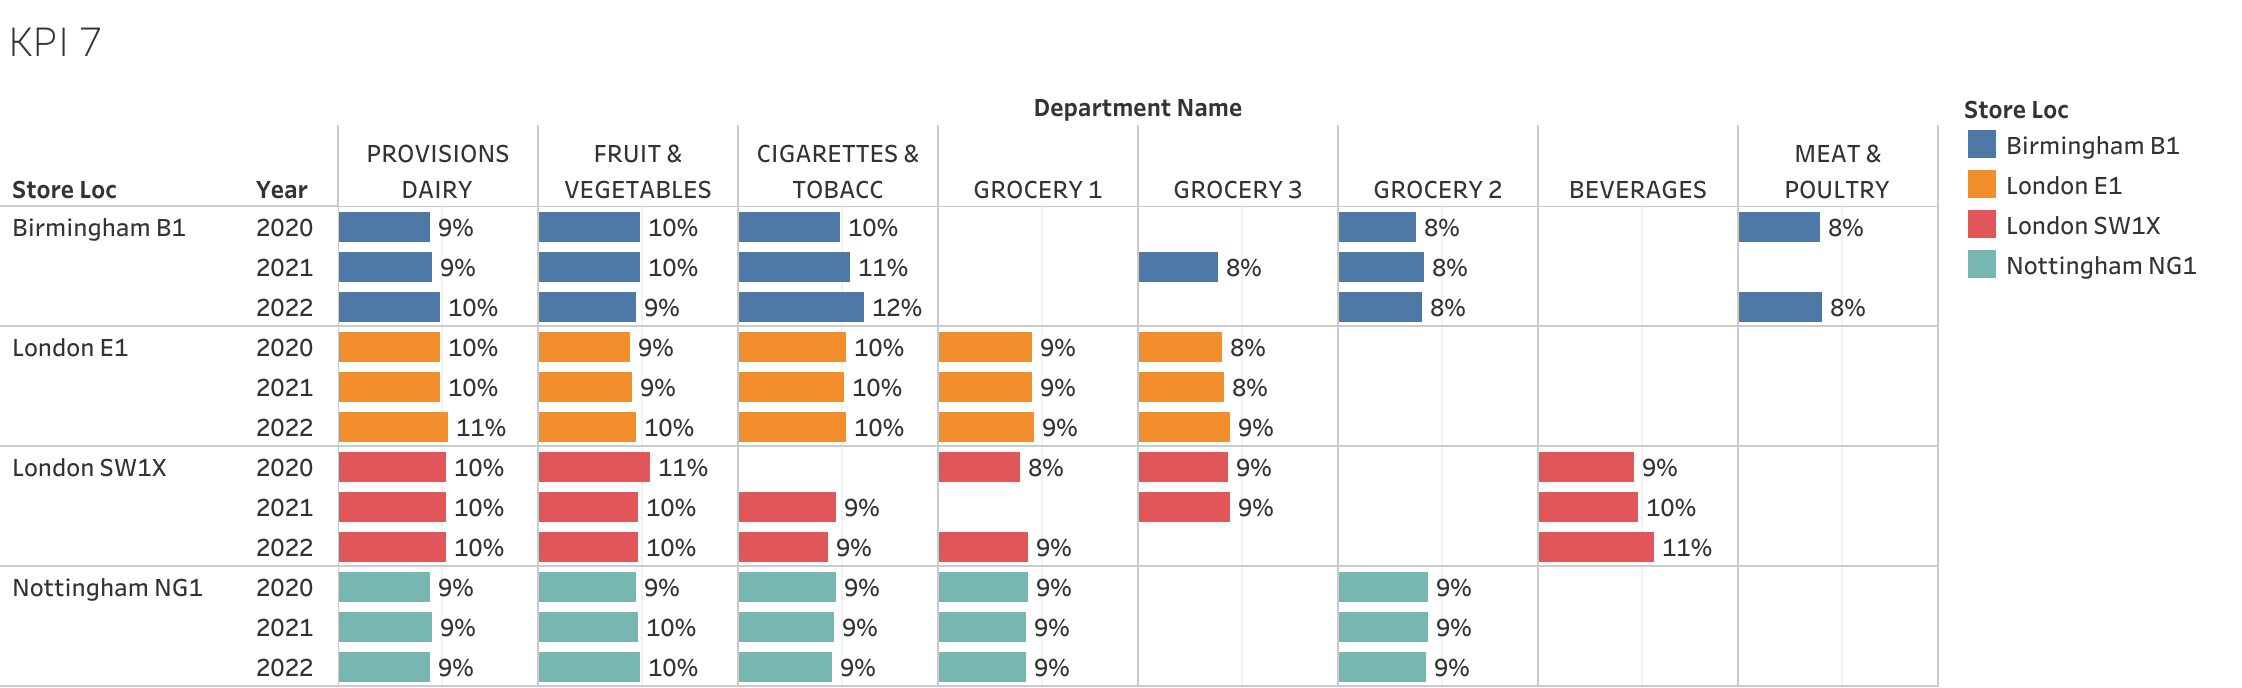 KPI 7
Department Name
Store Loc Year PROVISIONS DAIRY FRUIT & VEGETABLES CIGARETTES & TOBACC GROCERY 1 GROCERY 3 GROCERY 2 BEVERAGES MEAT & POULTRY
Birmingham B1 2020 9% 10% 10% 8% 8%
2021 9% 10% 11% 8% 8%
2022 10% 9% 12% 8% 8%
London E1 2020 10% 9% 10% 9% 8%
2021 10% 9% 10% 9% 8%
2022 11% 10% 10% 9% 9%
London SW1X 2020 10% 11% 8% 9% 9%
2021 10% 10% 9% 9% 10%
2022 10% 10% 9% 9% 11%
Nottingham NG1 2020 9% 9% 9% 9% 9%
2021 9% 10% 9% 9% 9%
2022 9% 10% 9% 9% 9%
Store Loc
Birmingham B1
London E1
London SW1X
Nottingham NG1